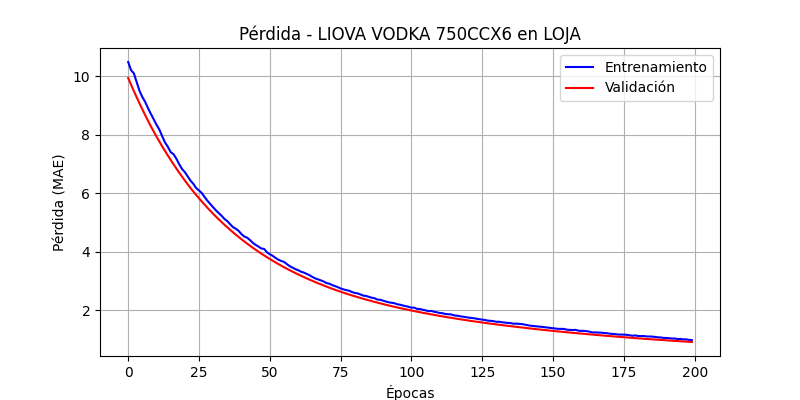 Pérdida - LIOVA VODKA 750CCX6 en LOJA
Entrenamiento
Validación
Pérdida (MAE)
10
8
6
4
2
0
25
50
75
100
125
150
175
200
Épocas